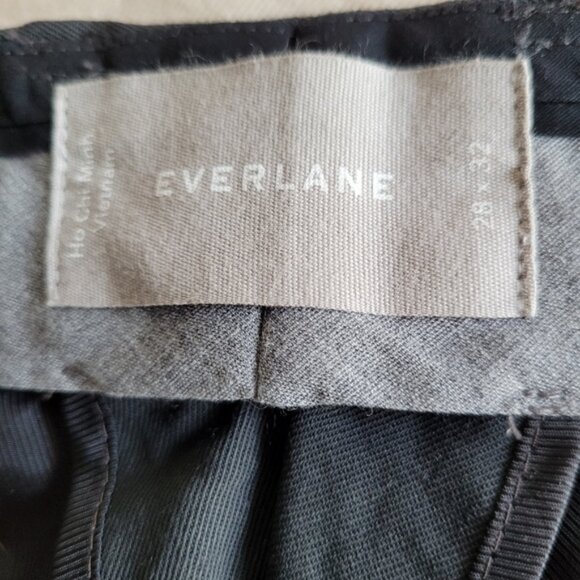 Ho Chi Minh
Vietnam
EVERLANE
28 × 32